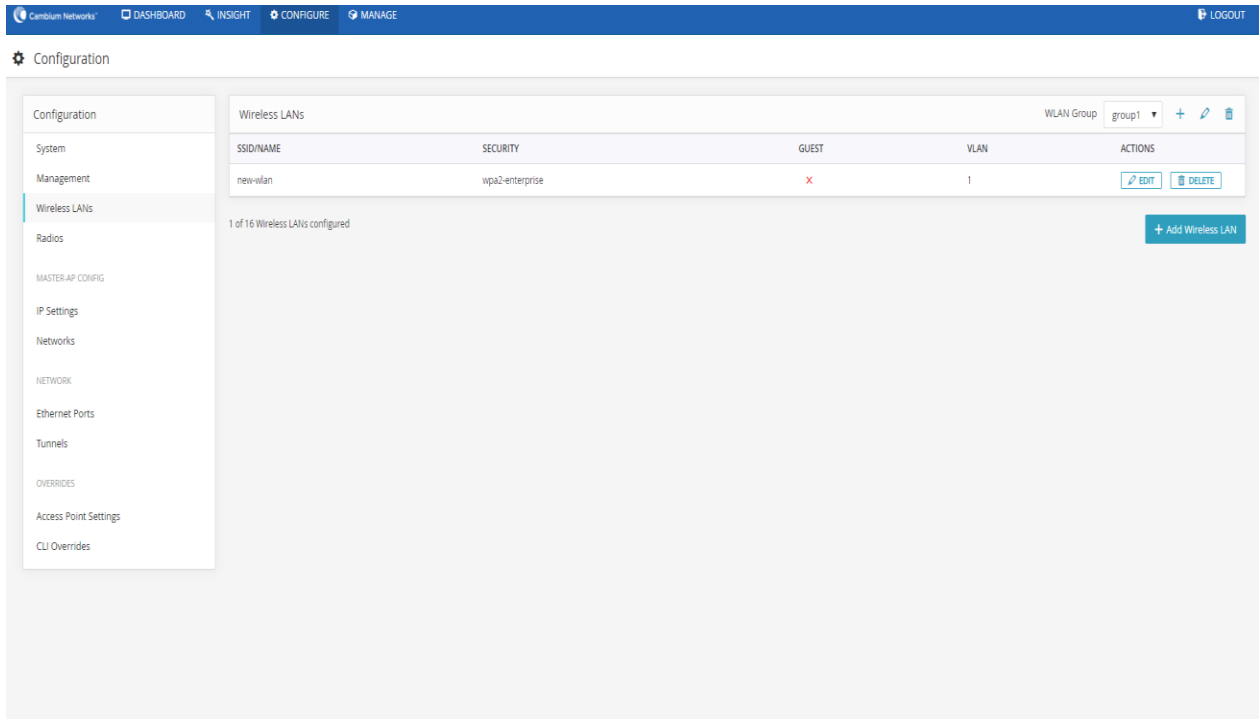 Cambium Networks™ DASHBOARD INSIGHT CONFIGURE MANAGE LOGOUT
Configuration
Configuration
System
Management
Wireless LANs
Radios
MASTER-AP CONFIG
IP Settings
Networks
NETWORK
Ethernet Ports
Tunnels
OVERRIDES
Access Point Settings
CLI Overrides
Wireless LANs WLAN Group group1
SSID/NAME SECURITY GUEST VLAN ACTIONS
new-wlan wpa2-enterprise X 1 EDIT DELETE
1 of 16 Wireless LANs configured + Add Wireless LAN